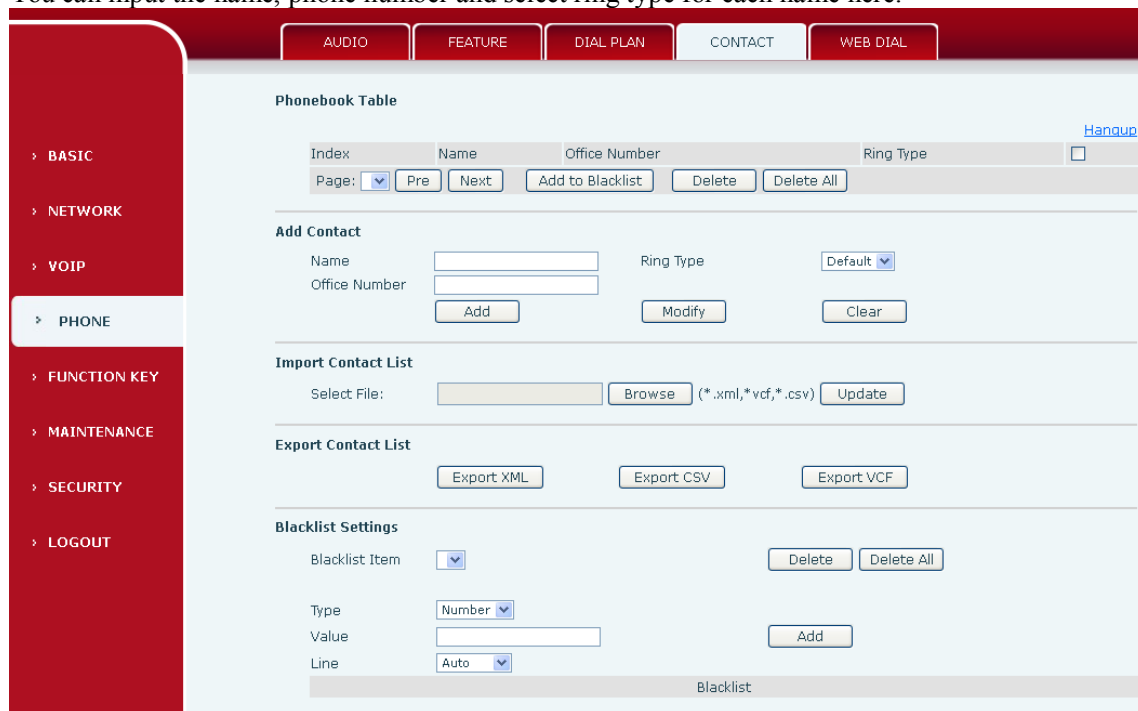 You can input the name, phone number and select ring type for each name here.
AUDIO FEATURE DIAL PLAN CONTACT WEB DIAL
Phonebook Table
Hangup
› BASIC
Index Name Office Number Ring Type
Page: Pre Next Add to Blacklist Delete Delete All
› NETWORK
Add Contact
› VOIP
Name Ring Type Default
Office Number
› PHONE
Add Modify Clear
Import Contact List
› FUNCTION KEY
Select File: Browse (*.xml,*vcf,*.csv) Update
› MAINTENANCE
Export Contact List
Export XML Export CSV Export VCF
› SECURITY
Blacklist Settings
› LOGOUT
Blacklist Item Delete Delete All
Type Number
Value Add
Line Auto
Blacklist